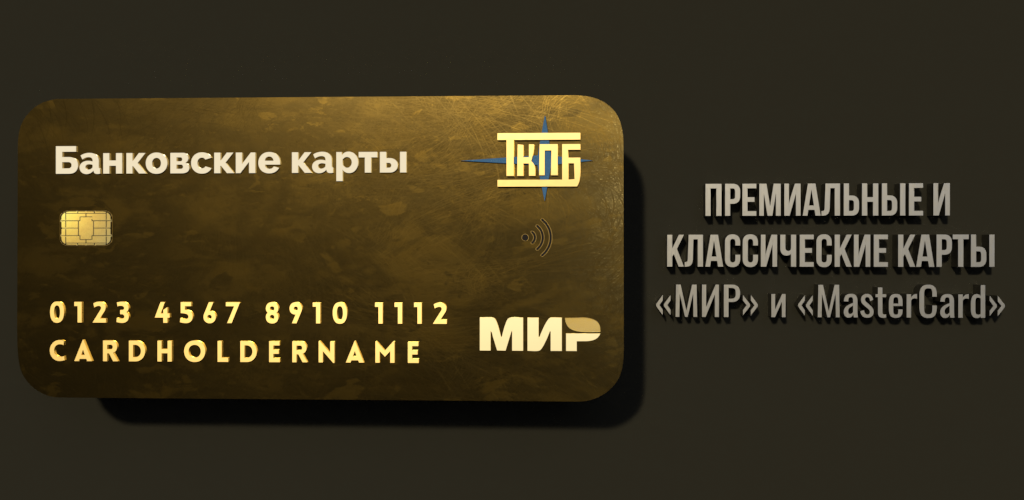 Банковские карты
ТКПБ
0123 4567 8910 1112
CARDHOLDERNAME
МИР
ПРЕМИАЛЬНЫЕ И
КЛАССИЧЕСКИЕ КАРТЫ
«МИР» и «MasterCard»